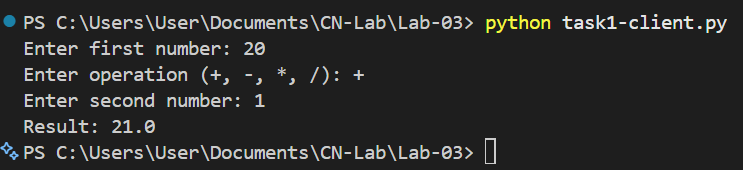 PS C:\Users\User\Documents\CN-Lab\Lab-03> python task1-client.py
Enter first number: 20
Enter operation (+, -, *, /): +
Enter second number: 1
Result: 21.0
PS C:\Users\User\Documents\CN-Lab\Lab-03>